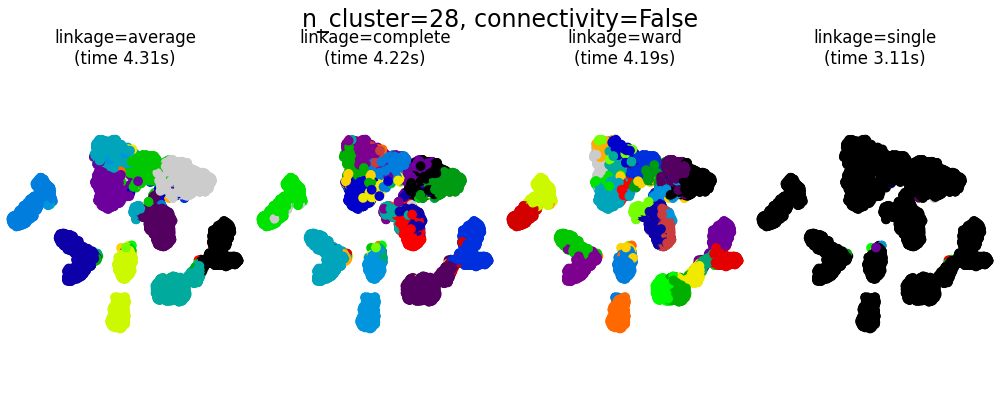 n_cluster=28, connectivity=False
linkage=average
(time 4.31s)
linkage=complete
(time 4.22s)
linkage=ward
(time 4.19s)
linkage=single
(time 3.11s)